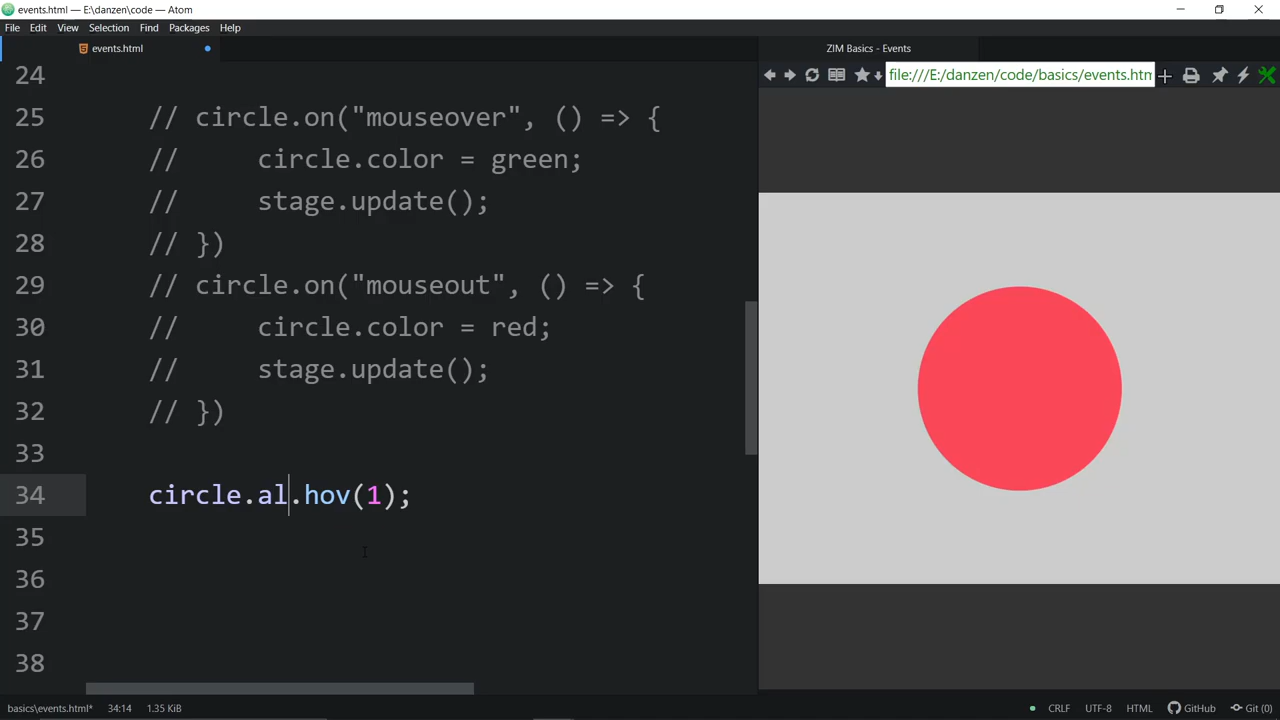 events.html — E:\danzen\code — Atom
File Edit View Selection Find Packages Help
events.html
ZIM Basics - Events
file:///E:/danzen/code/basics/events.htm
24
25 // circle.on("mouseover", () => {
26 //     circle.color = green;
27 //     stage.update();
28 // })
29 // circle.on("mouseout", () => {
30 //     circle.color = red;
31 //     stage.update();
32 // })
33
34 circle.al.hov(1);
35
36
37
38
basics\events.html* 34:14 1.35 KiB CRLF UTF-8 HTML GitHub Git (0)